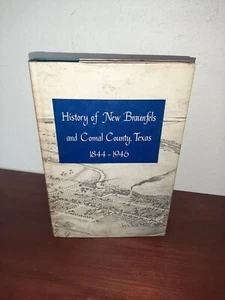 History of New Braunfels
and Comal County, Texas
1844-1946